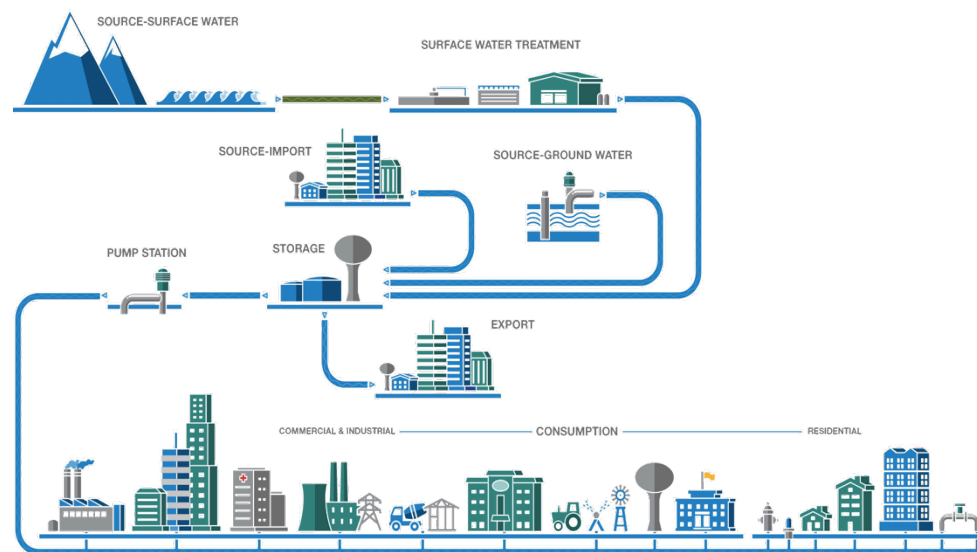 SOURCE-SURFACE WATER
SURFACE WATER TREATMENT
SOURCE-IMPORT
SOURCE-GROUND WATER
PUMP STATION
STORAGE
EXPORT
COMMERCIAL & INDUSTRIAL
CONSUMPTION
RESIDENTIAL